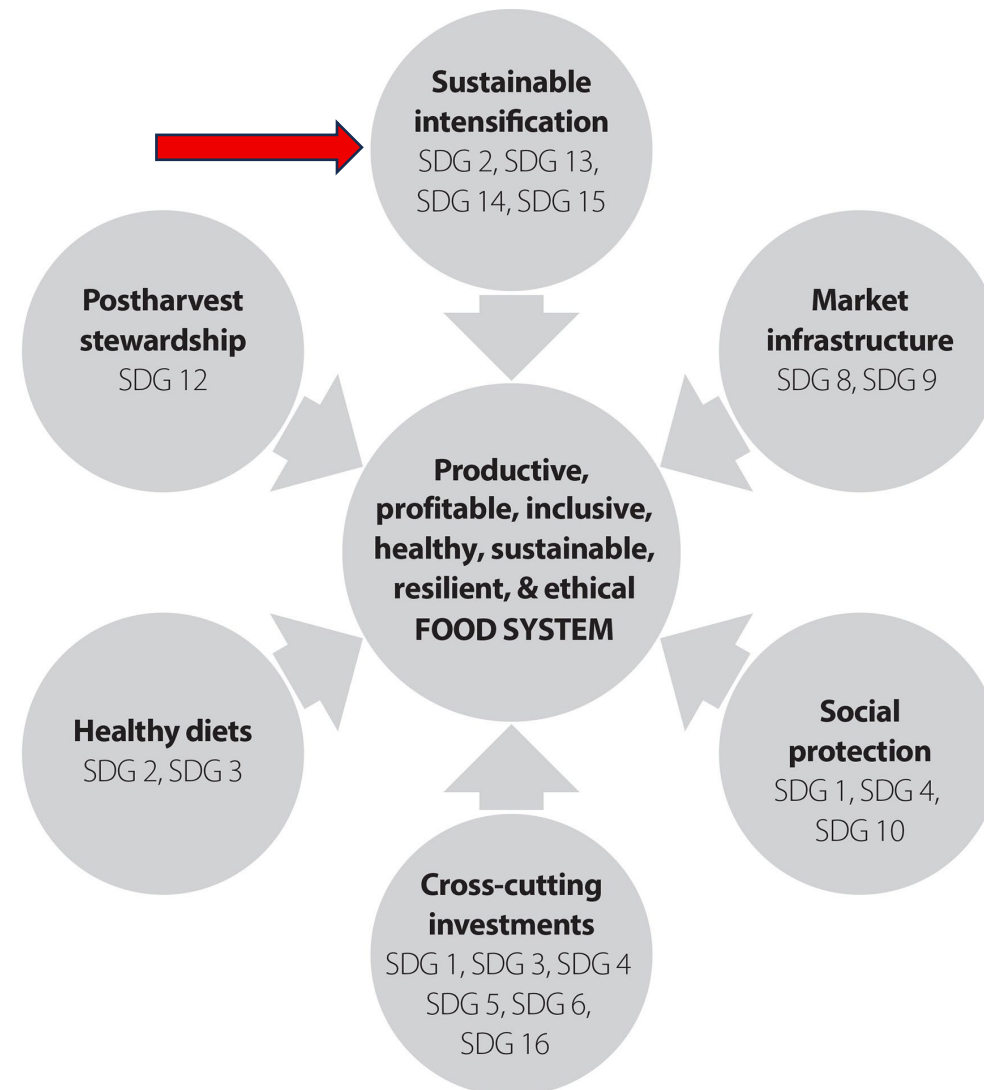 Sustainable
intensification
SDG 2, SDG 13,
SDG 14, SDG 15
Postharvest
stewardship
SDG 12
Market
infrastructure
SDG 8, SDG 9
Productive,
profitable, inclusive,
healthy, sustainable,
resilient, & ethical
FOOD SYSTEM
Healthy diets
SDG 2, SDG 3
Social
protection
SDG 1, SDG 4,
SDG 10
Cross-cutting
investments
SDG 1, SDG 3, SDG 4
SDG 5, SDG 6,
SDG 16